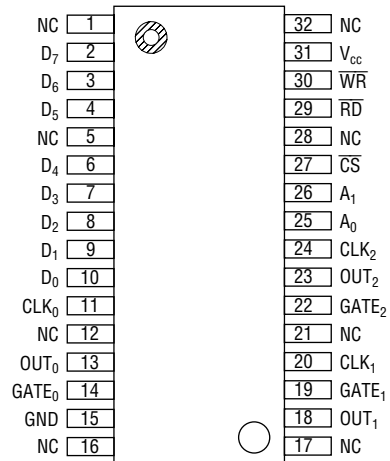 NC 1 32 NC
D₇ 2 31 Vcc
D₆ 3 30 W̅R̅
D₅ 4 29 R̅D̅
NC 5 28 NC
D₄ 6 27 C̅S̅
D₃ 7 26 A₁
D₂ 8 25 A₀
D₁ 9 24 CLK₂
D₀ 10 23 OUT₂
CLK₀ 11 22 GATE₂
NC 12 21 NC
OUT₀ 13 20 CLK₁
GATE₀ 14 19 GATE₁
GND 15 18 OUT₁
NC 16 17 NC